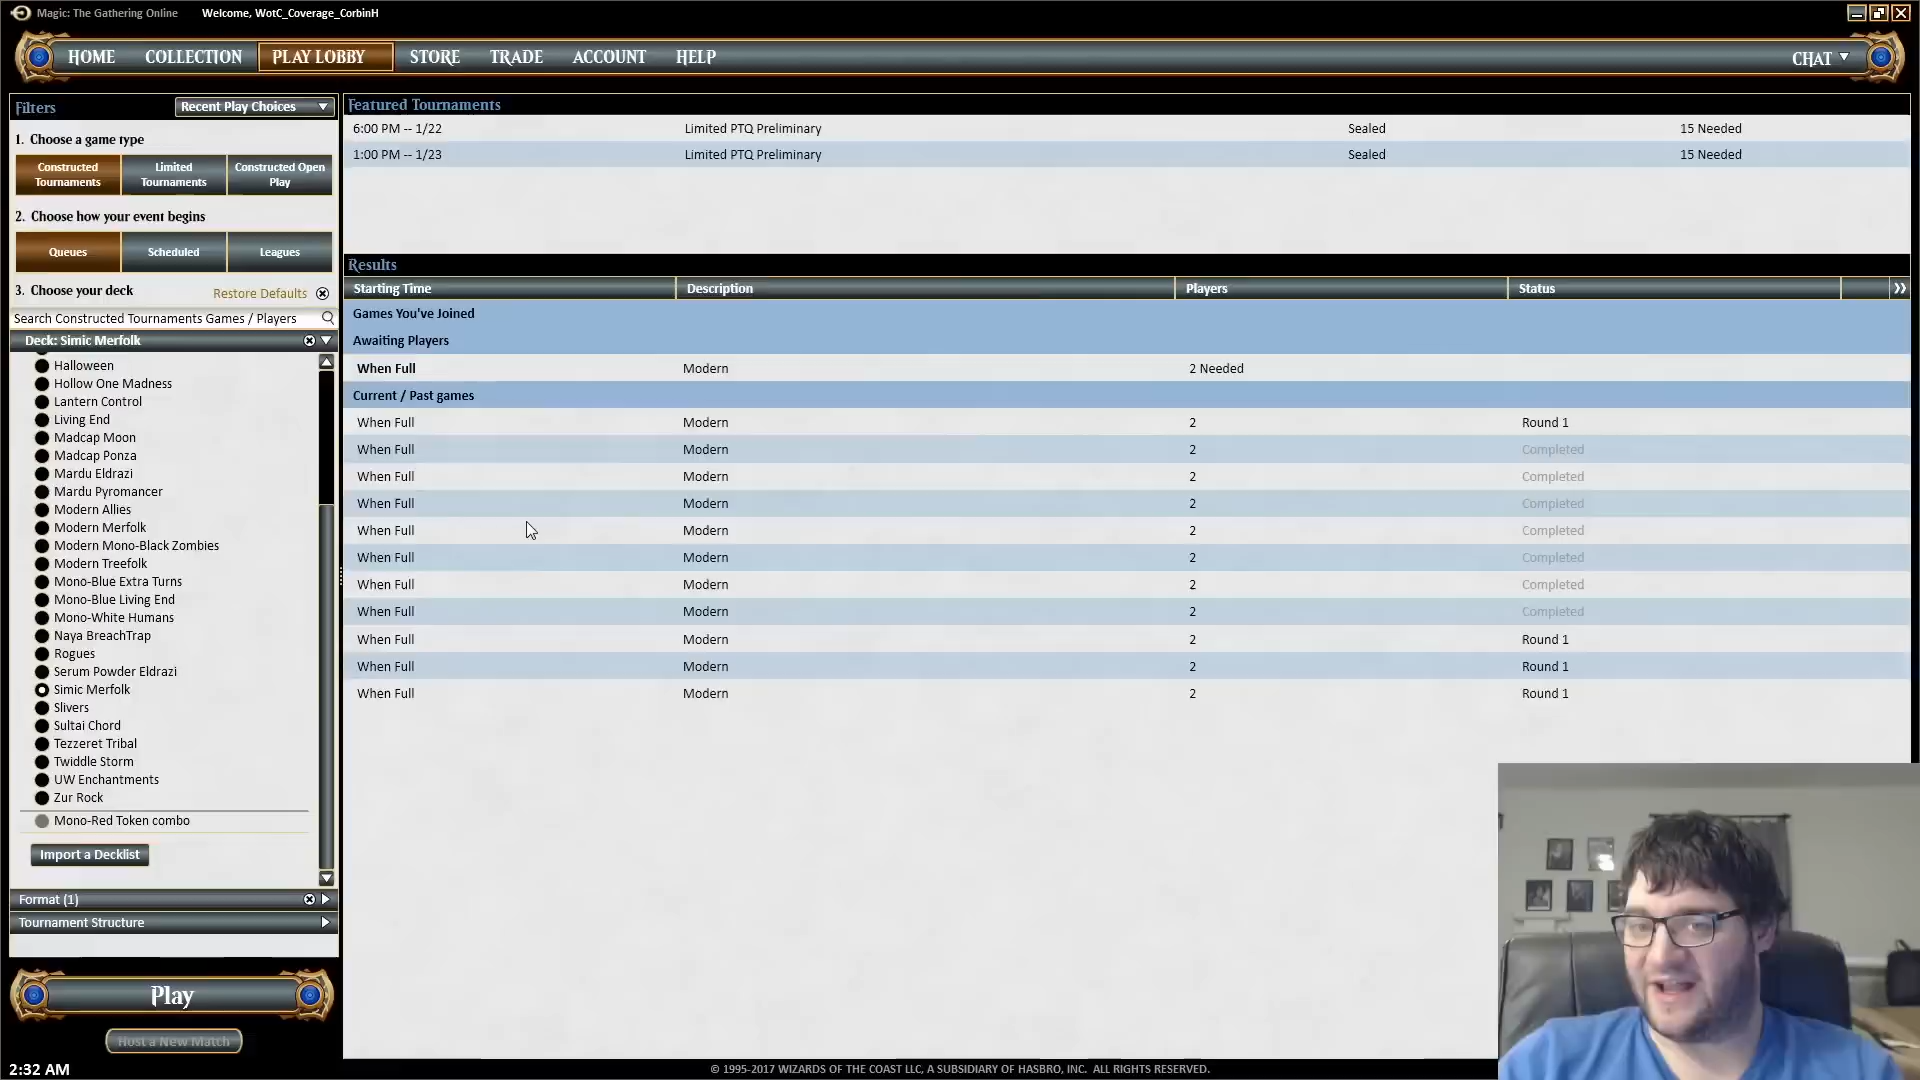 Magic: The Gathering Online Welcome, WotC_Coverage_CorbinH
HOME COLLECTION PLAY LOBBY STORE TRADE ACCOUNT HELP CHAT
Filters Recent Play Choices
1. Choose a game type
Constructed Tournaments Limited Tournaments Constructed Open Play
2. Choose how your event begins
Queues Scheduled Leagues
3. Choose your deck Restore Defaults
Search Constructed Tournaments Games / Players
Deck: Simic Merfolk
Halloween
Hollow One Madness
Lantern Control
Living End
Madcap Moon
Madcap Ponza
Mardu Eldrazi
Mardu Pyromancer
Modern Allies
Modern Merfolk
Modern Mono-Black Zombies
Modern Treefolk
Mono-Blue Extra Turns
Mono-Blue Living End
Mono-White Humans
Naya BreachTrap
Rogues
Serum Powder Eldrazi
Simic Merfolk
Slivers
Sultai Chord
Tezzeret Tribal
Twiddle Storm
UW Enchantments
Zur Rock
Mono-Red Token combo
Import a Decklist
Format (1)
Tournament Structure
Play
Host a New Match
2:32 AM
Featured Tournaments
6:00 PM -- 1/22 Limited PTQ Preliminary Sealed 15 Needed
1:00 PM -- 1/23 Limited PTQ Preliminary Sealed 15 Needed
Results
Starting Time Description Players Status
Games You've Joined
Awaiting Players
When Full Modern 2 Needed
Current / Past games
When Full Modern 2 Round 1
When Full Modern 2 Completed
When Full Modern 2 Completed
When Full Modern 2 Completed
When Full Modern 2 Completed
When Full Modern 2 Completed
When Full Modern 2 Completed
When Full Modern 2 Completed
When Full Modern 2 Round 1
When Full Modern 2 Round 1
When Full Modern 2 Round 1
© 1995-2017 WIZARDS OF THE COAST LLC, A SUBSIDIARY OF HASBRO, INC. ALL RIGHTS RESERVED.